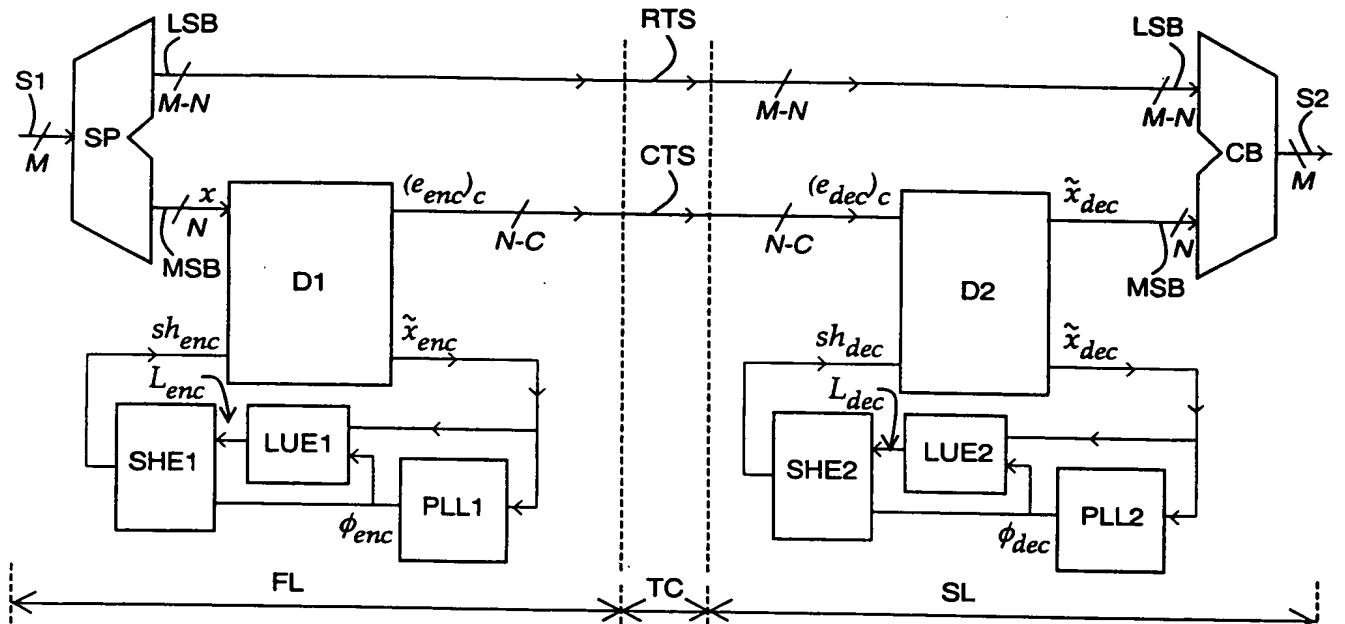 LSB
RTS
LSB
S1
M-N
M-N
M-N
S2
SP
M
CTS
CB
M
x
(e_enc)_c
(e_dec)_c
x̃_dec
N
N-C
N-C
N
MSB
D1
D2
MSB
sh_enc
x̃_enc
sh_dec
x̃_dec
L_enc
L_dec
LUE1
LUE2
SHE1
SHE2
PLL1
PLL2
ϕ_enc
ϕ_dec
FL
TC
SL